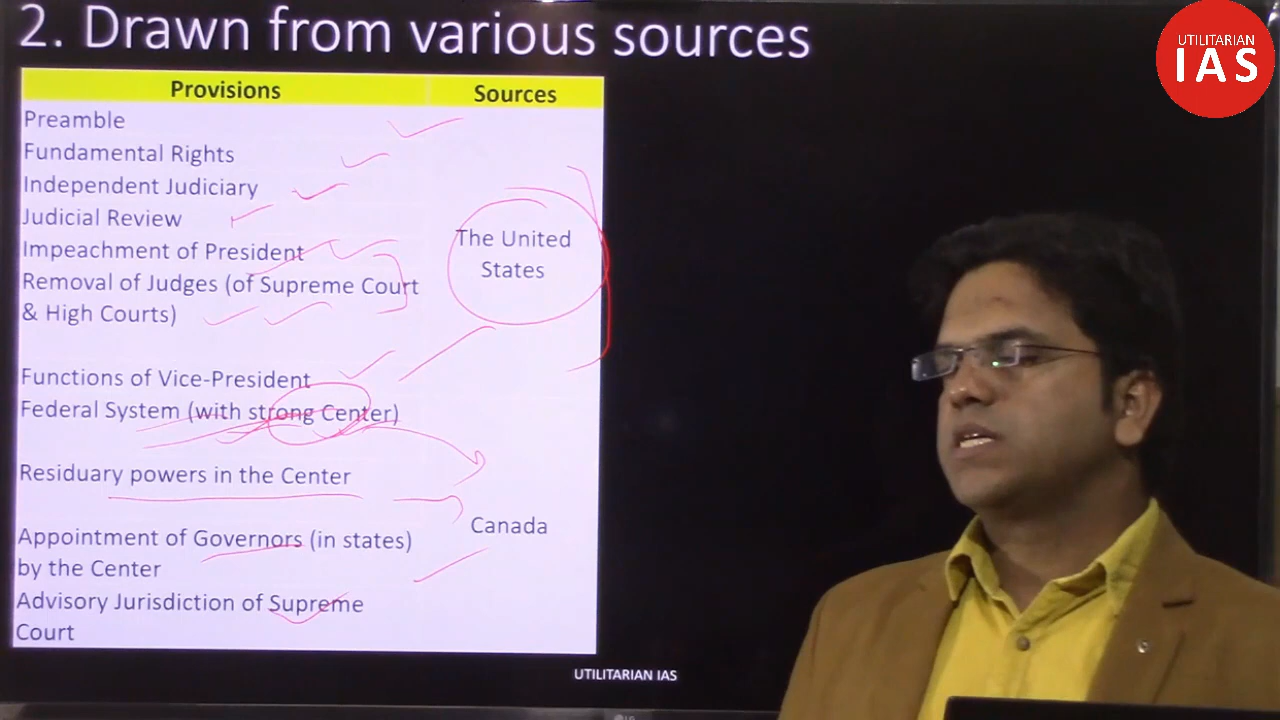 2. Drawn from various sources
UTILITARIAN
IAS
Provisions
Sources
Preamble
Fundamental Rights
Independent Judiciary
Judicial Review
Impeachment of President
Removal of Judges (of Supreme Court
& High Courts)
The United
States
Functions of Vice-President
Federal System (with strong Center)
Residuary powers in the Center
Appointment of Governors (in states)
by the Center
Advisory Jurisdiction of Supreme
Court
Canada
UTILITARIAN IAS
LG